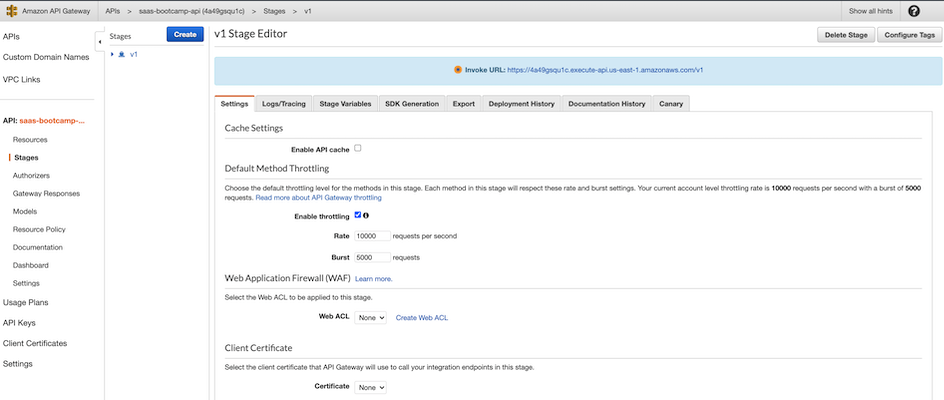 Amazon API Gateway
APIs > saas-bootcamp-api (4a49gsqu1c) > Stages > v1
Show all hints
?
APIs
Custom Domain Names
VPC Links
API: saas-bootcamp-...
Resources
Stages
Authorizers
Gateway Responses
Models
Resource Policy
Documentation
Dashboard
Settings
Usage Plans
API Keys
Client Certificates
Settings
Stages
Create
v1
v1 Stage Editor
Delete Stage
Configure Tags
Invoke URL: https://4a49gsqu1c.execute-api.us-east-1.amazonaws.com/v1
Settings
Logs/Tracing
Stage Variables
SDK Generation
Export
Deployment History
Documentation History
Canary
Cache Settings
Enable API cache
Default Method Throttling
Choose the default throttling level for the methods in this stage. Each method in this stage will respect these rate and burst settings. Your current account level throttling rate is 10000 requests per second with a burst of 5000
requests. Read more about API Gateway throttling
Enable throttling
Rate 10000 requests per second
Burst 5000 requests
Web Application Firewall (WAF) Learn more.
Select the Web ACL to be applied to this stage.
Web ACL None Create Web ACL
Client Certificate
Select the client certificate that API Gateway will use to call your integration endpoints in this stage.
Certificate None